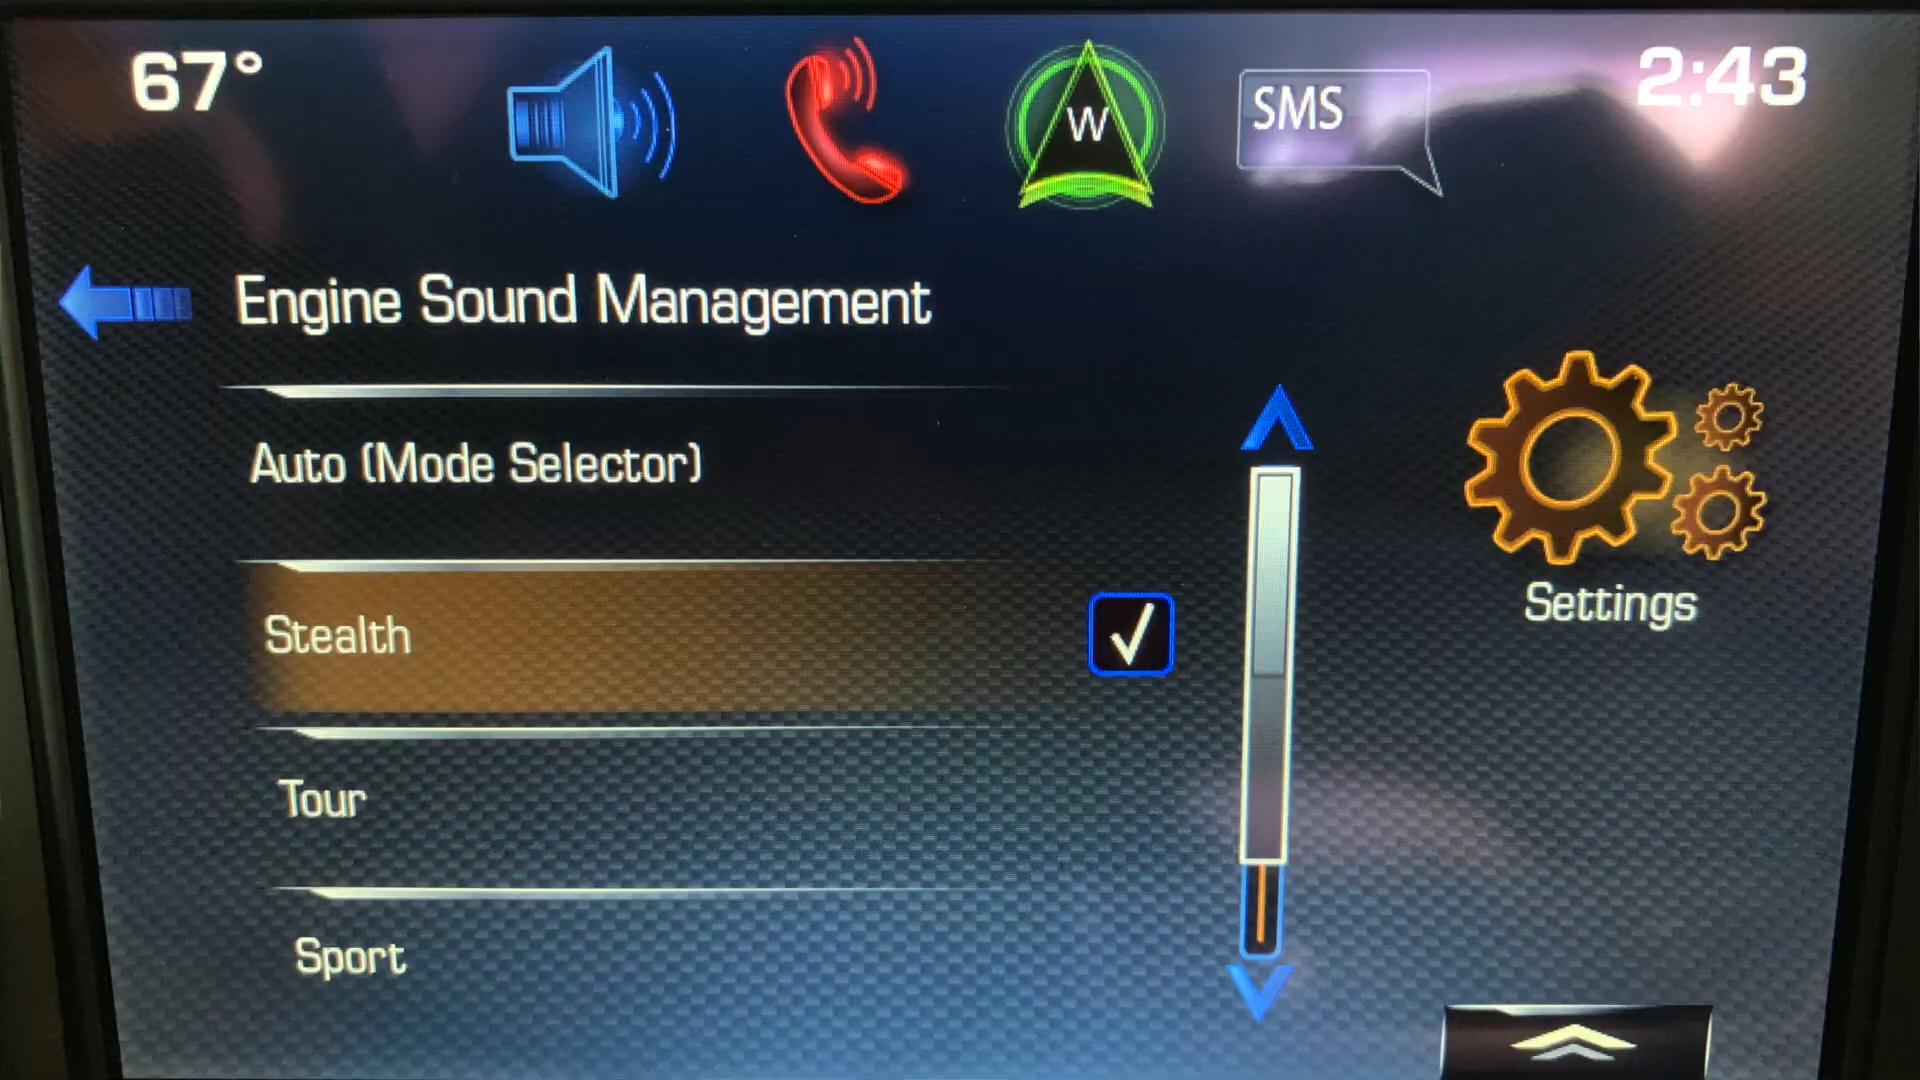 67°
W
SMS
2:43
Engine Sound Management
Auto (Mode Selector)
Stealth
Settings
Tour
Sport